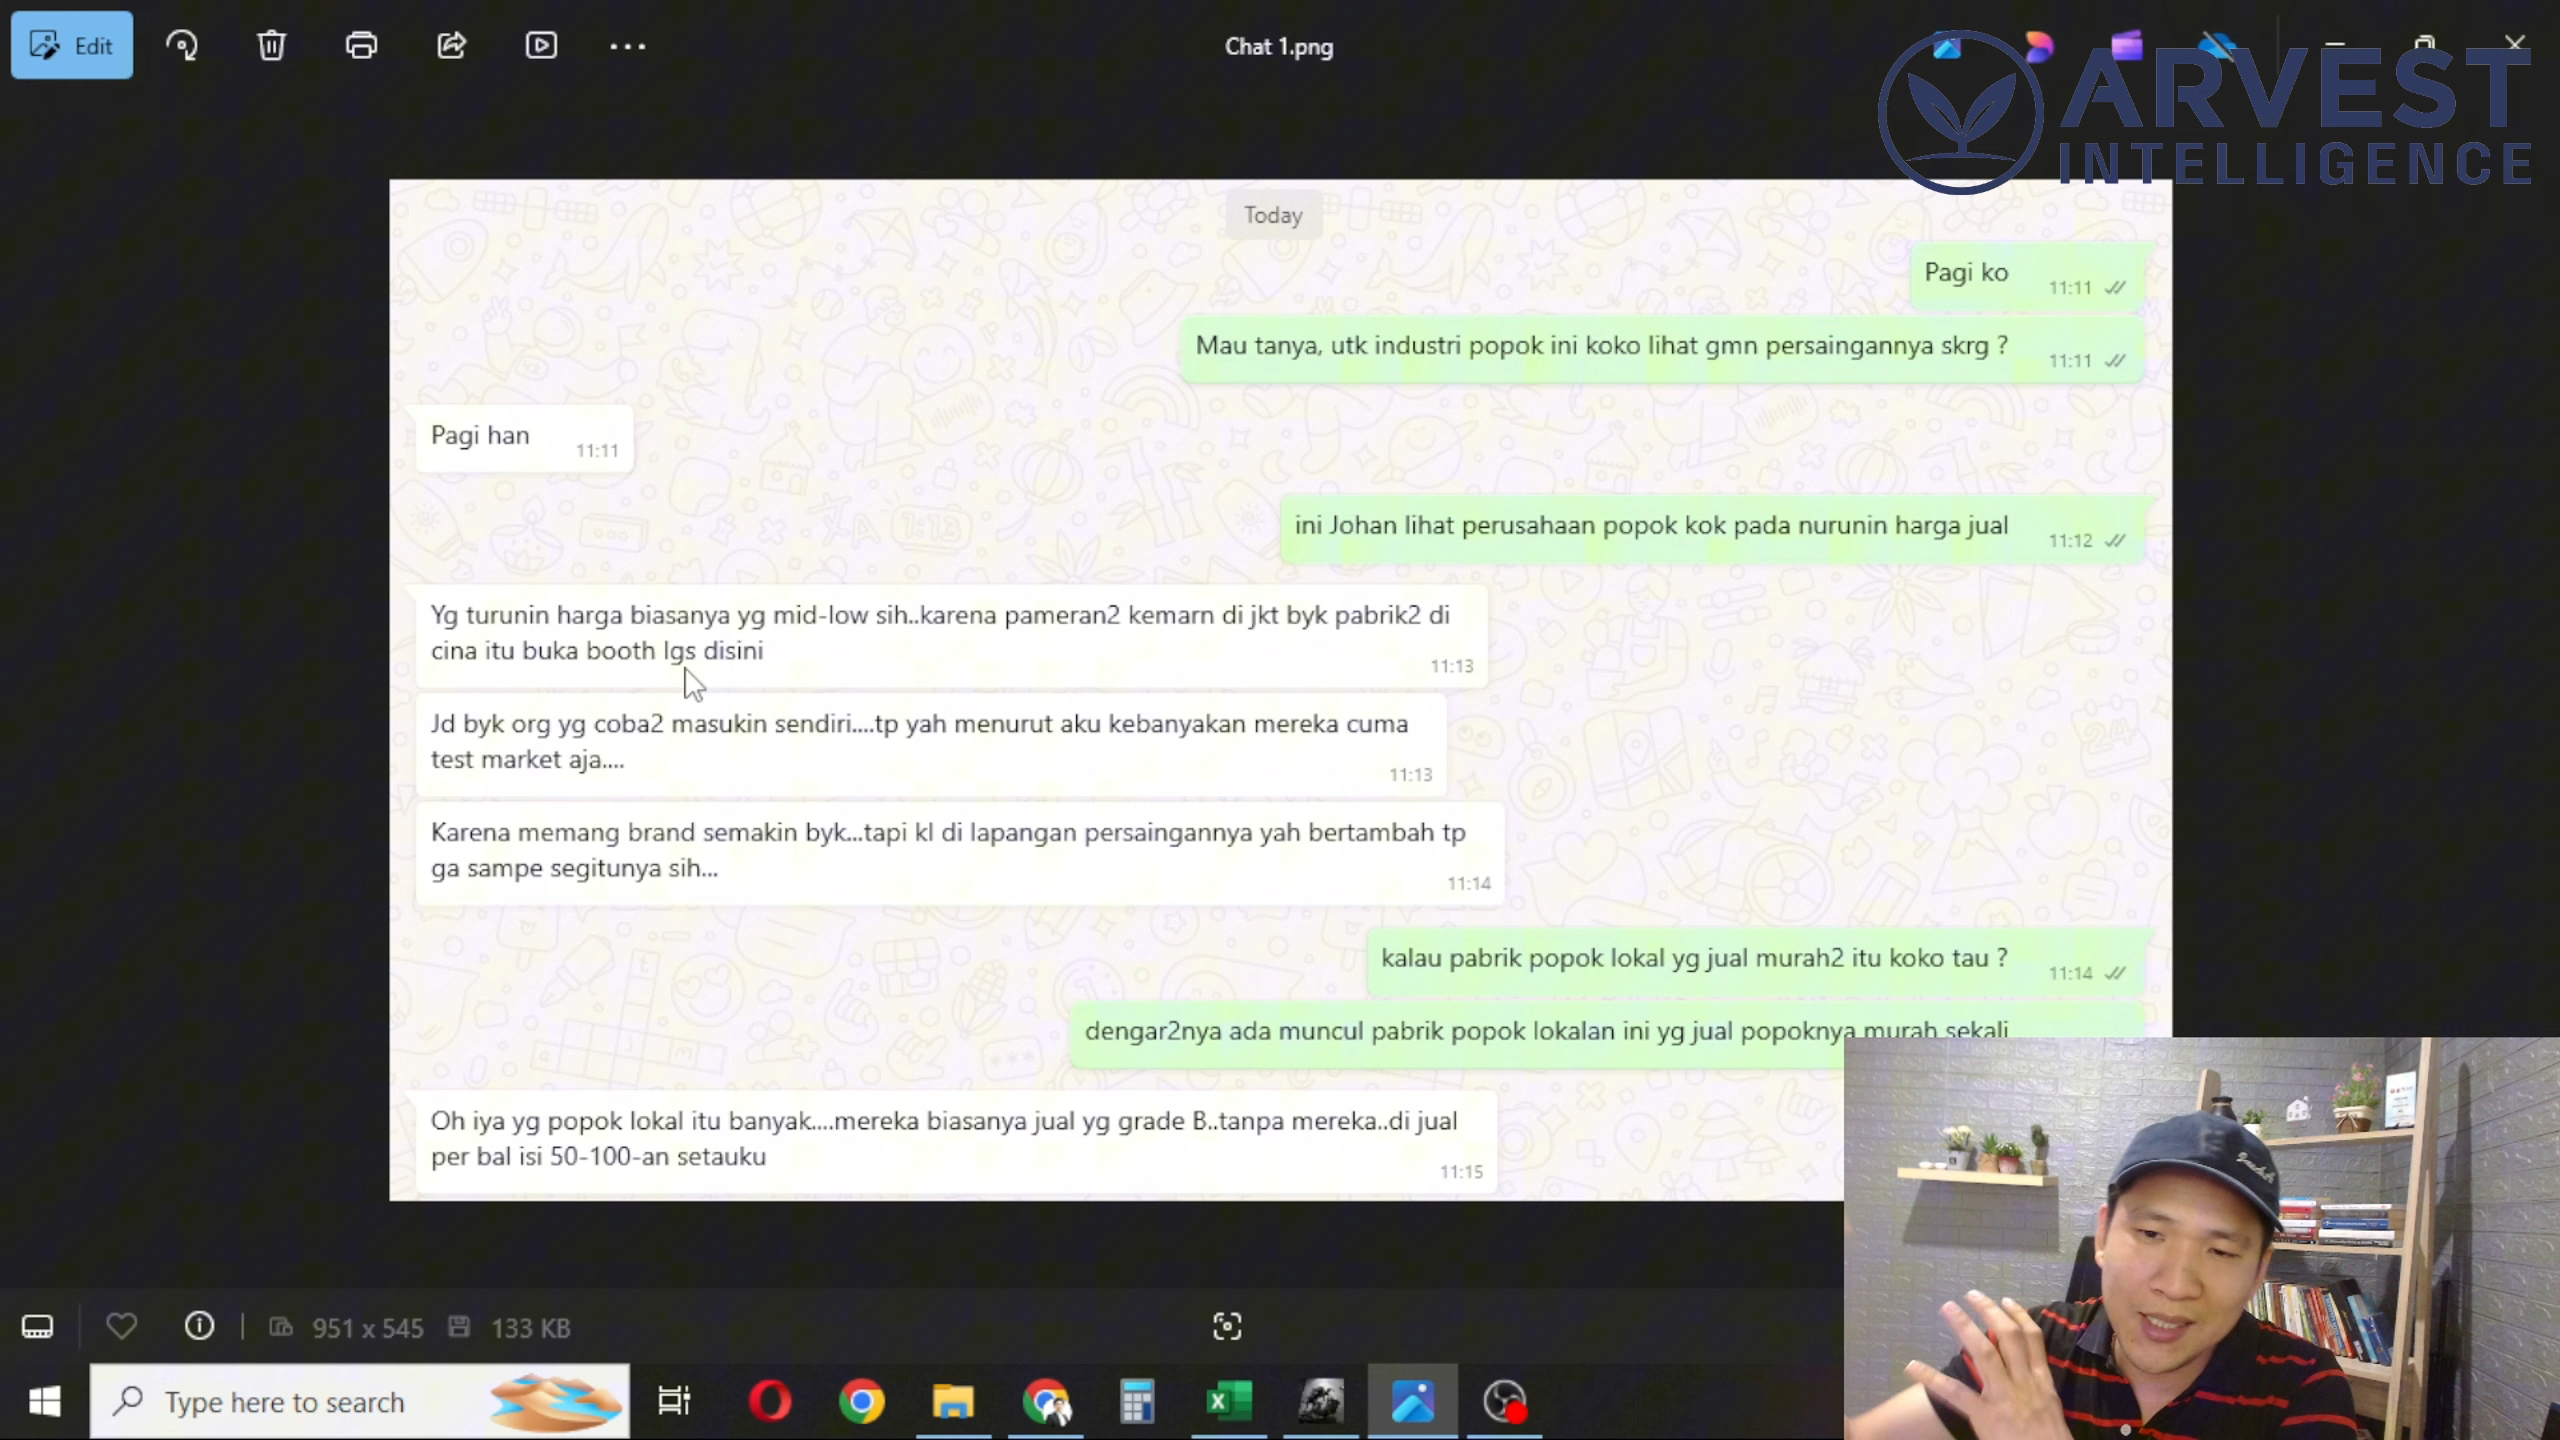 Edit
Chat 1.png
ARVEST
INTELLIGENCE
Today
Pagi ko
11:11
Mau tanya, utk industri popok ini koko lihat gmn persaingannya skrg ?
11:11
Pagi han
11:11
ini Johan lihat perusahaan popok kok pada nurunin harga jual
11:12
Yg turunin harga biasanya yg mid-low sih..karena pameran2 kemarn di jkt byk pabrik2 di
cina itu buka booth lgs disini
11:13
Jd byk org yg coba2 masukin sendiri....tp yah menurut aku kebanyakan mereka cuma
test market aja....
11:13
Karena memang brand semakin byk...tapi kl di lapangan persaingannya yah bertambah tp
ga sampe segitunya sih...
11:14
kalau pabrik popok lokal yg jual murah2 itu koko tau ?
11:14
dengar2nya ada muncul pabrik popok lokalan ini yg jual popoknya murah sekali
Oh iya yg popok lokal itu banyak....mereka biasanya jual yg grade B..tanpa mereka..di jual
per bal isi 50-100-an setauku
11:15
951 x 545
133 KB
Type here to search